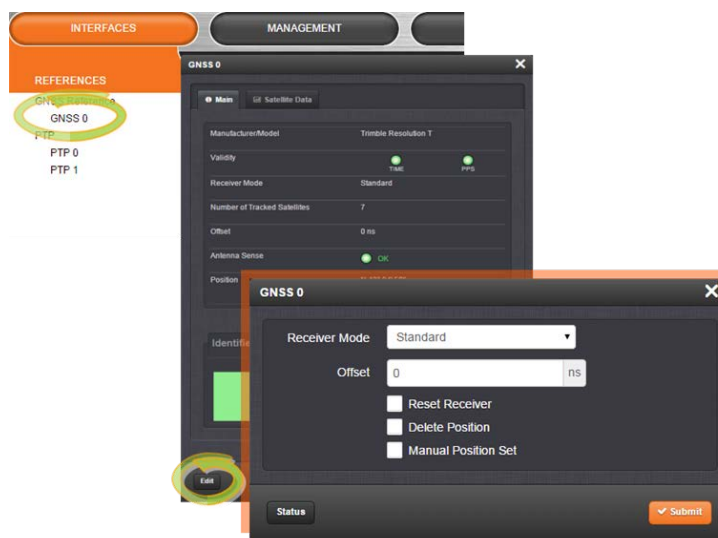 INTERFACES
MANAGEMENT
REFERENCES
GNSS Reference
GNSS 0
PTP
PTP 0
PTP 1
GNSS 0
Main
Satellite Data
Manufacturer/Model Trimble Resolution T
Validity
TIME PPS
Receiver Mode Standard
Number of Tracked Satellites 7
Offset 0 ns
Antenna Sense OK
Position
Edit
GNSS 0
Receiver Mode Standard
Offset 0 ns
Reset Receiver
Delete Position
Manual Position Set
Status
Submit